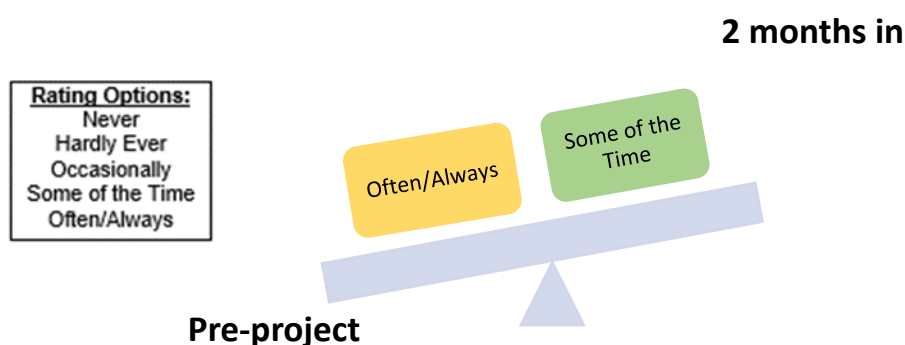 2 months in
Rating Options:
Never
Hardly Ever
Occasionally
Some of the Time
Often/Always
Often/Always
Some of the
Time
Pre-project